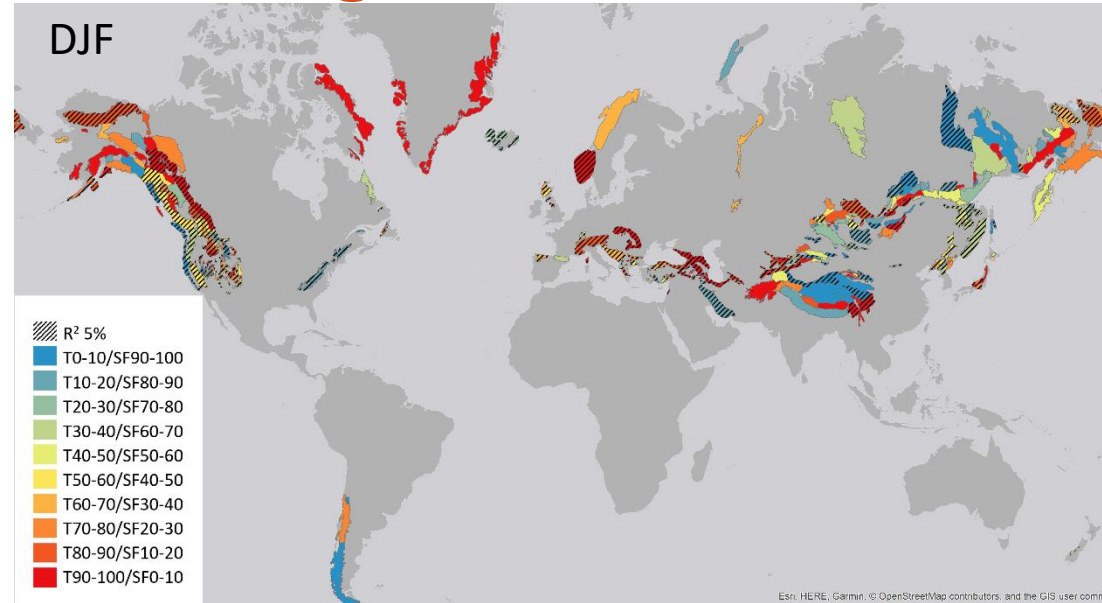 DJF
R² 5%
T0-10/SF90-100
T10-20/SF80-90
T20-30/SF70-80
T30-40/SF60-70
T40-50/SF50-60
T50-60/SF40-50
T60-70/SF30-40
T70-80/SF20-30
T80-90/SF10-20
T90-100/SF0-10
Esri, HERE, Garmin, © OpenStreetMap contributors, and the GIS user comm